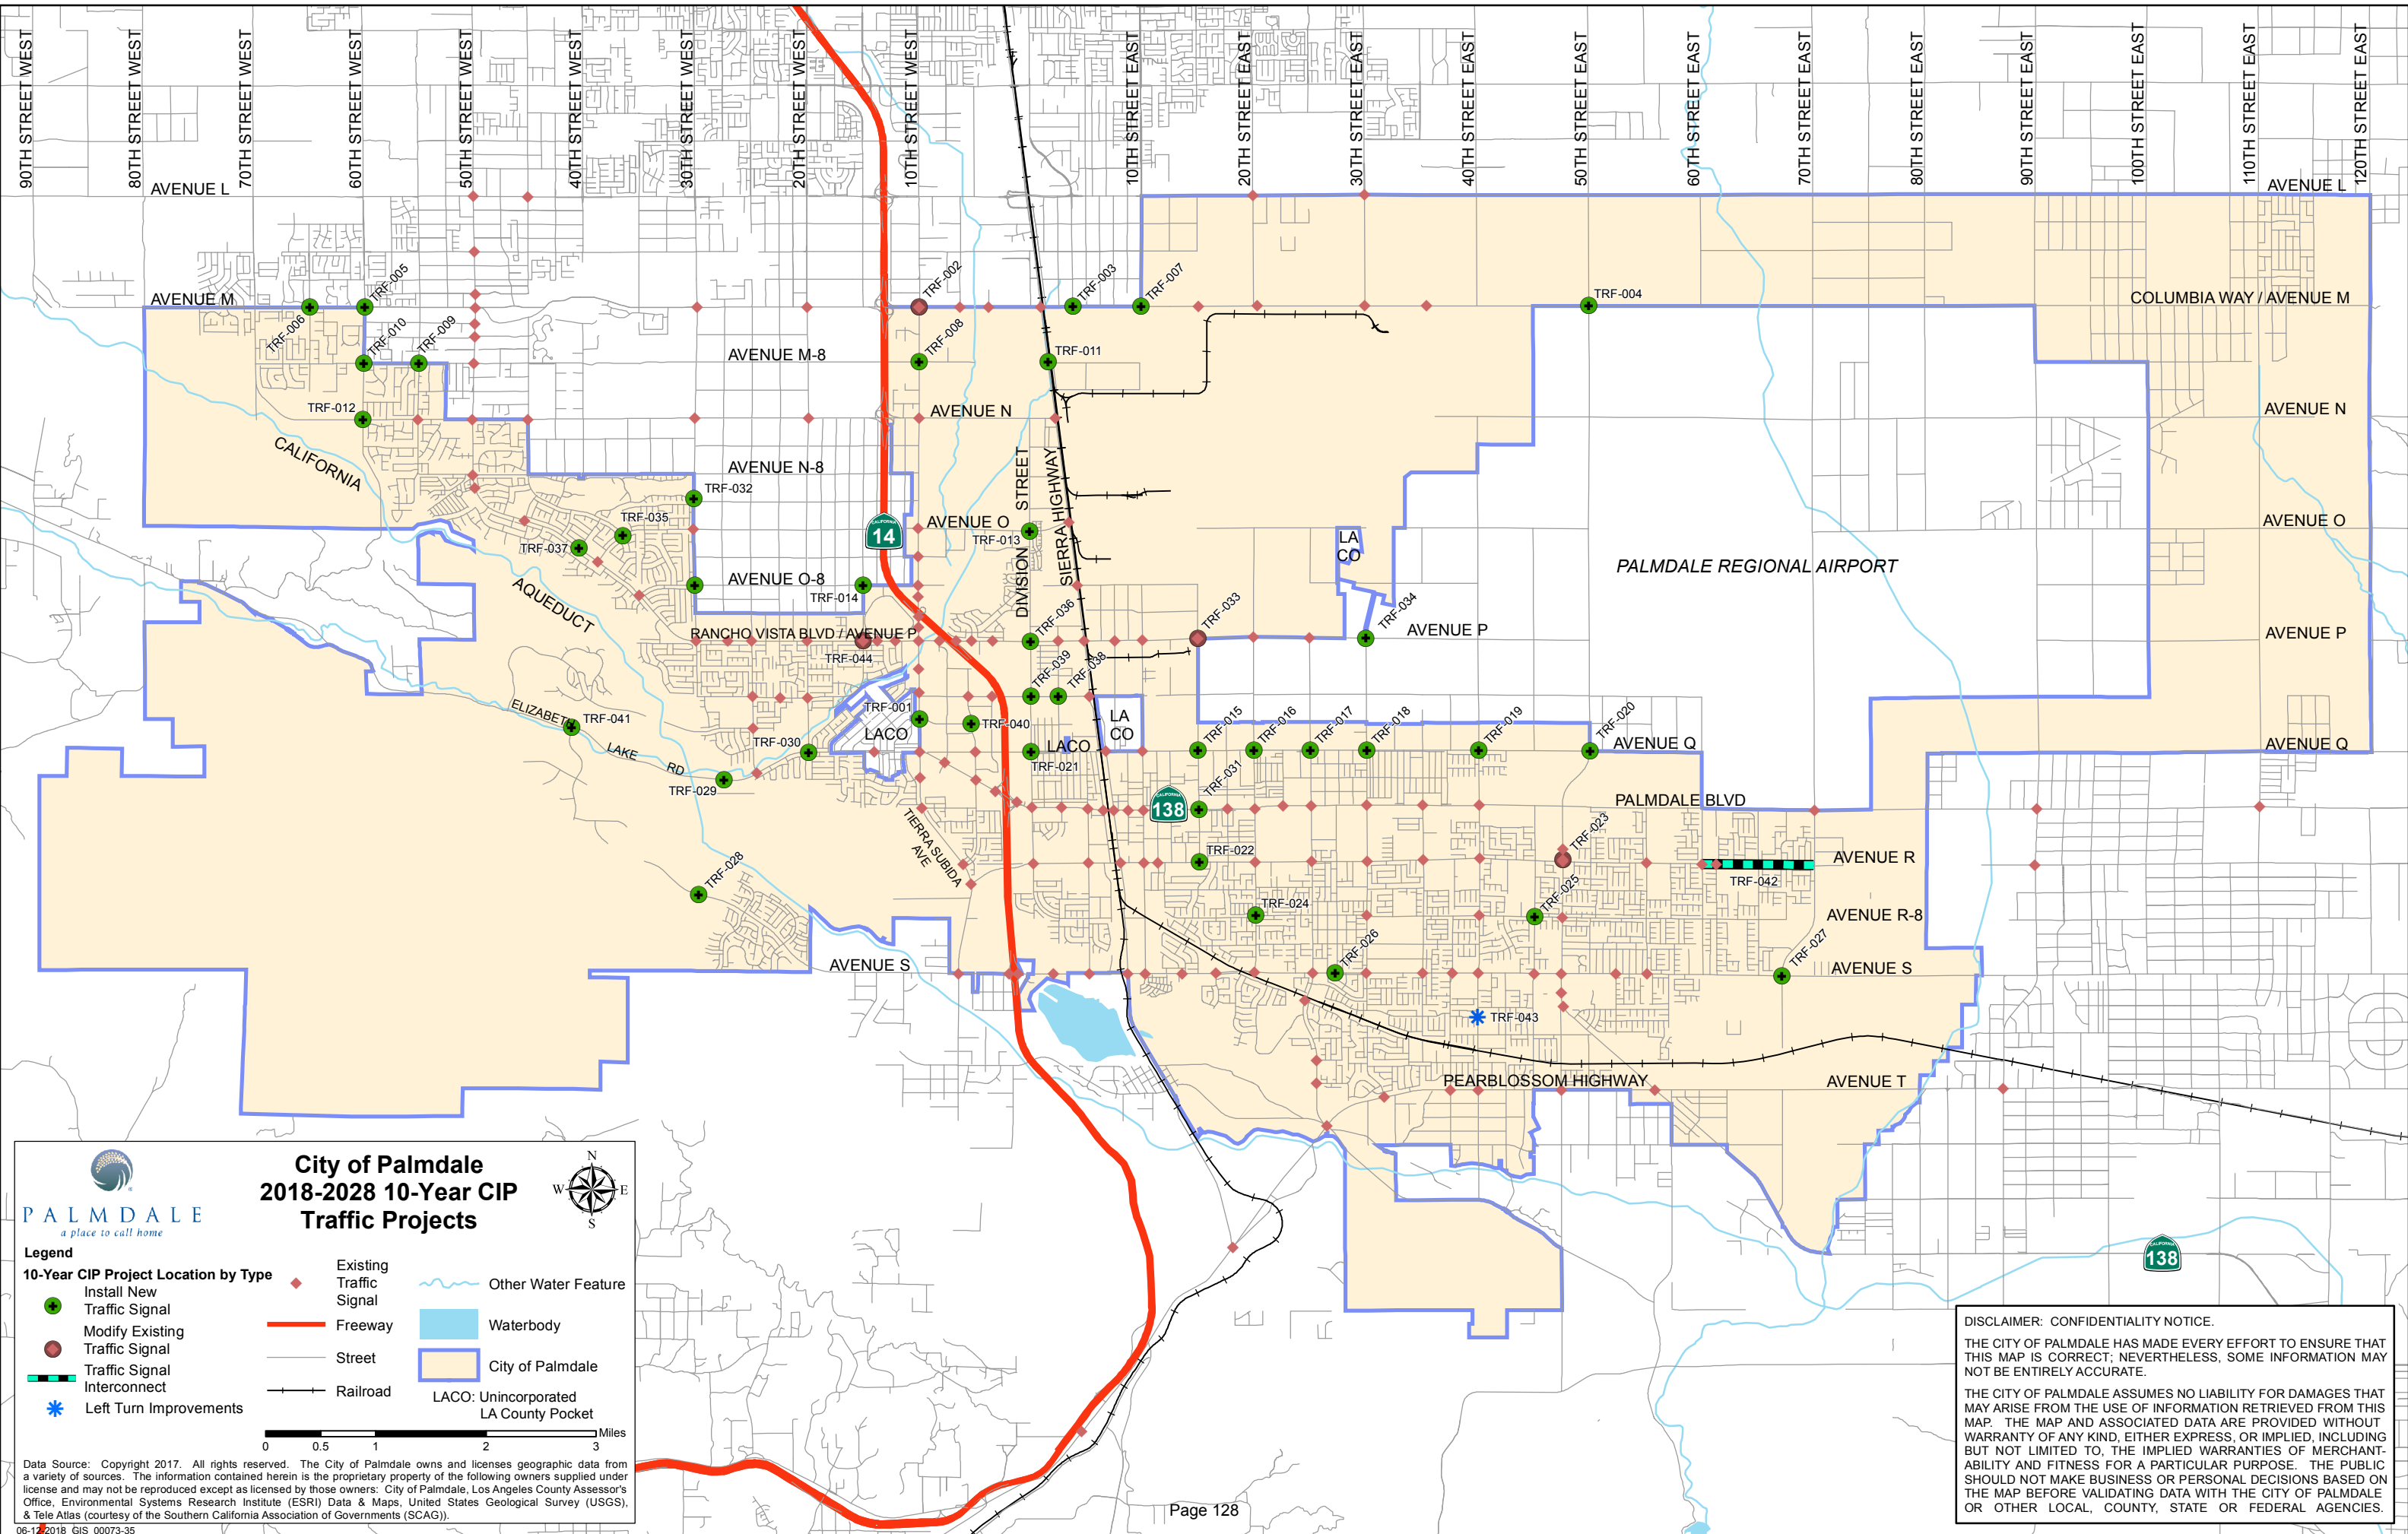 90TH STREET WEST
80TH STREET WEST
70TH STREET WEST
60TH STREET WEST
50TH STREET WEST
40TH STREET WEST
30TH STREET WEST
20TH STREET WEST
10TH STREET WEST
10TH STREET EAST
20TH STREET EAST
30TH STREET EAST
40TH STREET EAST
50TH STREET EAST
60TH STREET EAST
70TH STREET EAST
80TH STREET EAST
90TH STREET EAST
100TH STREET EAST
110TH STREET EAST
120TH STREET EAST
AVENUE L
AVENUE L
AVENUE M
TRF-005
TRF-002
TRF-003
TRF-007
TRF-004
COLUMBIA WAY / AVENUE M
TRF-006
TRF-010
TRF-009
AVENUE M-8
TRF-008
TRF-011
TRF-012
AVENUE N
AVENUE N
CALIFORNIA
AVENUE N-8
TRF-032
DIVISION STREET
SIERRA HIGHWAY
TRF-035
CALIFORNIA
14
AVENUE O
TRF-013
LA
CO
AVENUE O
TRF-037
PALMDALE REGIONAL AIRPORT
AQUEDUCT
AVENUE O-8
TRF-014
TRF-036
TRF-033
TRF-034
RANCHO VISTA BLVD / AVENUE P
AVENUE P
AVENUE P
TRF-044
TRF-039
TRF-038
ELIZABETH
LAKE
RD
TRF-041
TRF-001
TRF-040
LACO
LA
CO
TRF-015
TRF-016
TRF-017
TRF-018
TRF-019
TRF-020
TRF-030
LACO
TRF-021
AVENUE Q
AVENUE Q
TRF-029
TRF-031
CALIFORNIA
138
PALMDALE BLVD
TIERRA SUBIDA
AVE
TRF-028
TRF-022
TRF-023
AVENUE R
TRF-042
TRF-024
TRF-025
AVENUE R-8
TRF-026
TRF-027
AVENUE S
AVENUE S
TRF-043
PEARBLOSSOM HIGHWAY
AVENUE T
CALIFORNIA
138
PALMDALE
a place to call home
City of Palmdale
2018-2028 10-Year CIP
Traffic Projects
N
W
E
S
Legend
10-Year CIP Project Location by Type
Install New
Traffic Signal
Modify Existing
Traffic Signal
Traffic Signal
Interconnect
Left Turn Improvements
Existing
Traffic
Signal
Freeway
Street
Railroad
Other Water Feature
Waterbody
City of Palmdale
LACO: Unincorporated
LA County Pocket
Miles
0 0.5 1 2 3
Data Source: Copyright 2017. All rights reserved. The City of Palmdale owns and licenses geographic data from
a variety of sources. The information contained herein is the proprietary property of the following owners supplied under
license and may not be reproduced except as licensed by those owners: City of Palmdale, Los Angeles County Assessor's
Office, Environmental Systems Research Institute (ESRI) Data & Maps, United States Geological Survey (USGS),
& Tele Atlas (courtesy of the Southern California Association of Governments (SCAG)).
06-12-2018 GIS 00073-35
Page 128
DISCLAIMER: CONFIDENTIALITY NOTICE.
THE CITY OF PALMDALE HAS MADE EVERY EFFORT TO ENSURE THAT
THIS MAP IS CORRECT; NEVERTHELESS, SOME INFORMATION MAY
NOT BE ENTIRELY ACCURATE.
THE CITY OF PALMDALE ASSUMES NO LIABILITY FOR DAMAGES THAT
MAY ARISE FROM THE USE OF INFORMATION RETRIEVED FROM THIS
MAP. THE MAP AND ASSOCIATED DATA ARE PROVIDED WITHOUT
WARRANTY OF ANY KIND, EITHER EXPRESS, OR IMPLIED, INCLUDING
BUT NOT LIMITED TO, THE IMPLIED WARRANTIES OF MERCHANT-
ABILITY AND FITNESS FOR A PARTICULAR PURPOSE. THE PUBLIC
SHOULD NOT MAKE BUSINESS OR PERSONAL DECISIONS BASED ON
THE MAP BEFORE VALIDATING DATA WITH THE CITY OF PALMDALE
OR OTHER LOCAL, COUNTY, STATE OR FEDERAL AGENCIES.